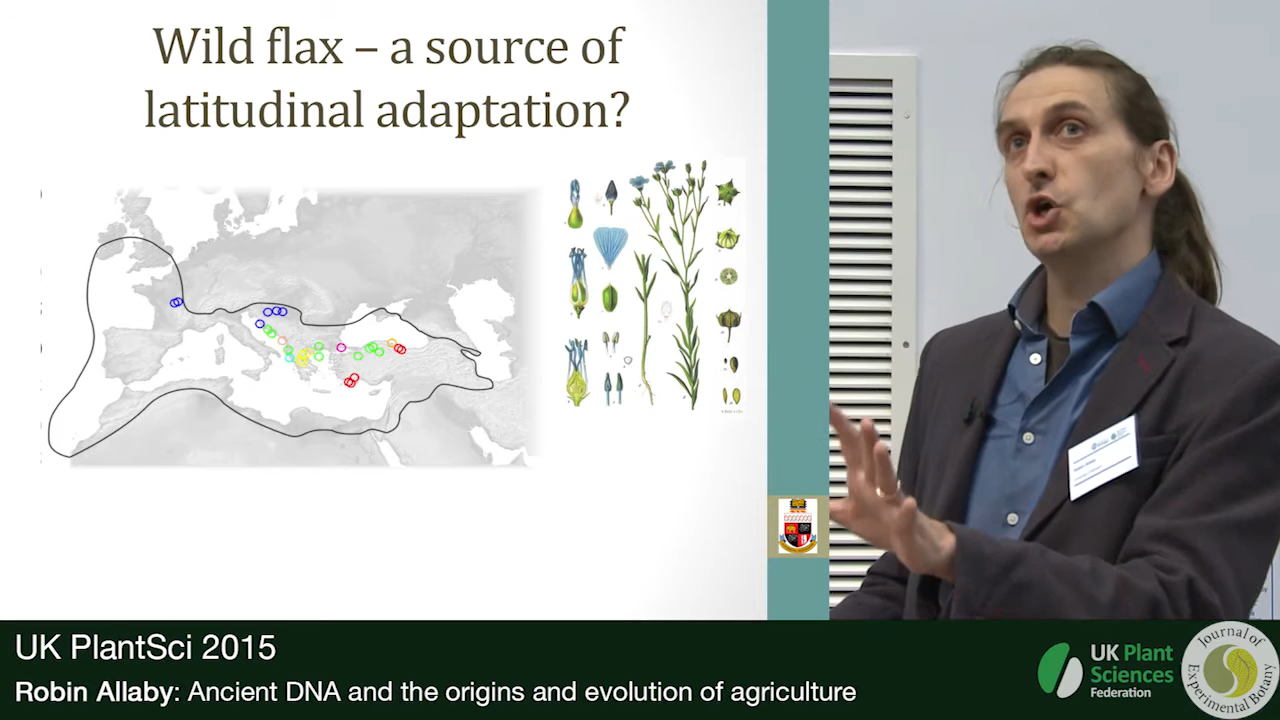 Wild flax – a source of
latitudinal adaptation?
UK PlantSci 2015
Robin Allaby: Ancient DNA and the origins and evolution of agriculture
UK Plant
Sciences
Federation
Journal of
Experimental Botany